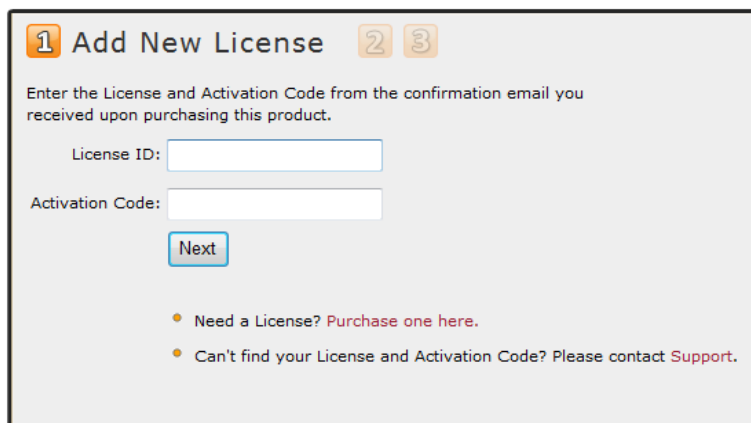 1 Add New License 2 3
Enter the License and Activation Code from the confirmation email you
received upon purchasing this product.
License ID:
Activation Code:
Next
Need a License? Purchase one here.
Can't find your License and Activation Code? Please contact Support.